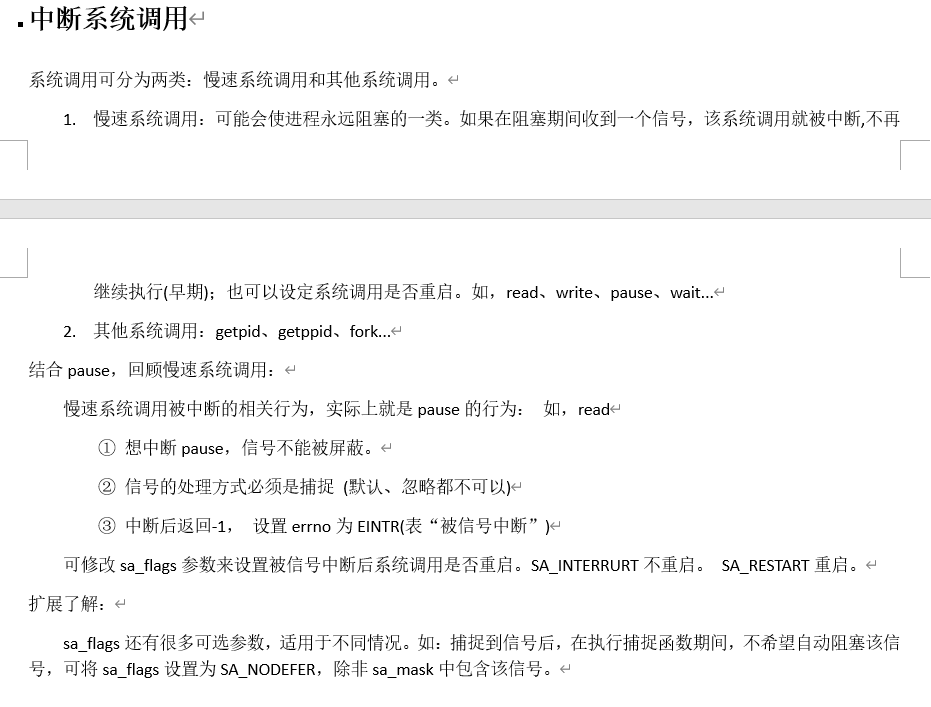 中断系统调用
系统调用可分为两类：慢速系统调用和其他系统调用。
1. 慢速系统调用：可能会使进程永远阻塞的一类。如果在阻塞期间收到一个信号，该系统调用就被中断,不再
继续执行(早期)；也可以设定系统调用是否重启。如，read、write、pause、wait...
2. 其他系统调用：getpid、getppid、fork...
结合 pause，回顾慢速系统调用：
慢速系统调用被中断的相关行为，实际上就是 pause 的行为： 如，read
① 想中断 pause，信号不能被屏蔽。
② 信号的处理方式必须是捕捉 (默认、忽略都不可以)
③ 中断后返回-1， 设置 errno 为 EINTR(表“被信号中断”)
可修改 sa_flags 参数来设置被信号中断后系统调用是否重启。SA_INTERRURT 不重启。 SA_RESTART 重启。
扩展了解：
sa_flags 还有很多可选参数，适用于不同情况。如：捕捉到信号后，在执行捕捉函数期间，不希望自动阻塞该信
号，可将 sa_flags 设置为 SA_NODEFER，除非 sa_mask 中包含该信号。